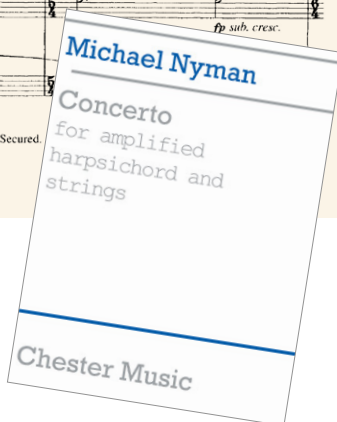 fp sub. cresc.
Michael Nyman
Secured.
Concerto
for amplified
harpsichord and
strings
Chester Music